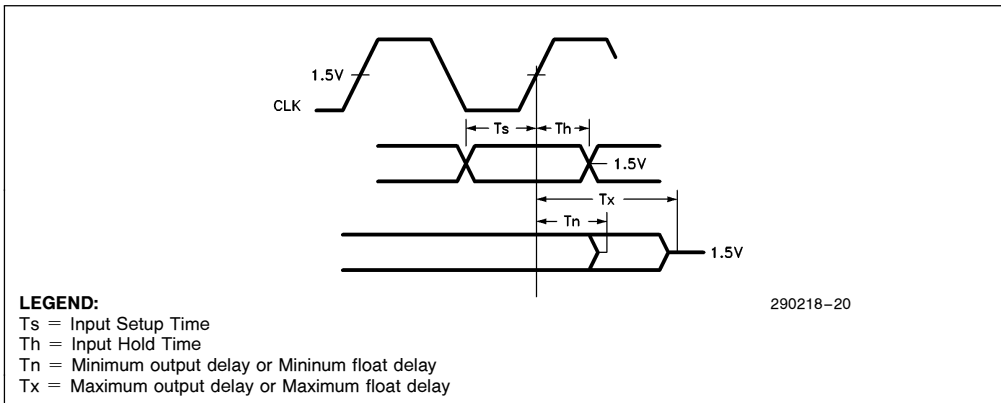 1.5V
CLK
Ts
Th
1.5V
Tx
Tn
1.5V
LEGEND:
290218–20
Ts = Input Setup Time
Th = Input Hold Time
Tn = Minimum output delay or Mininum float delay
Tx = Maximum output delay or Maximum float delay